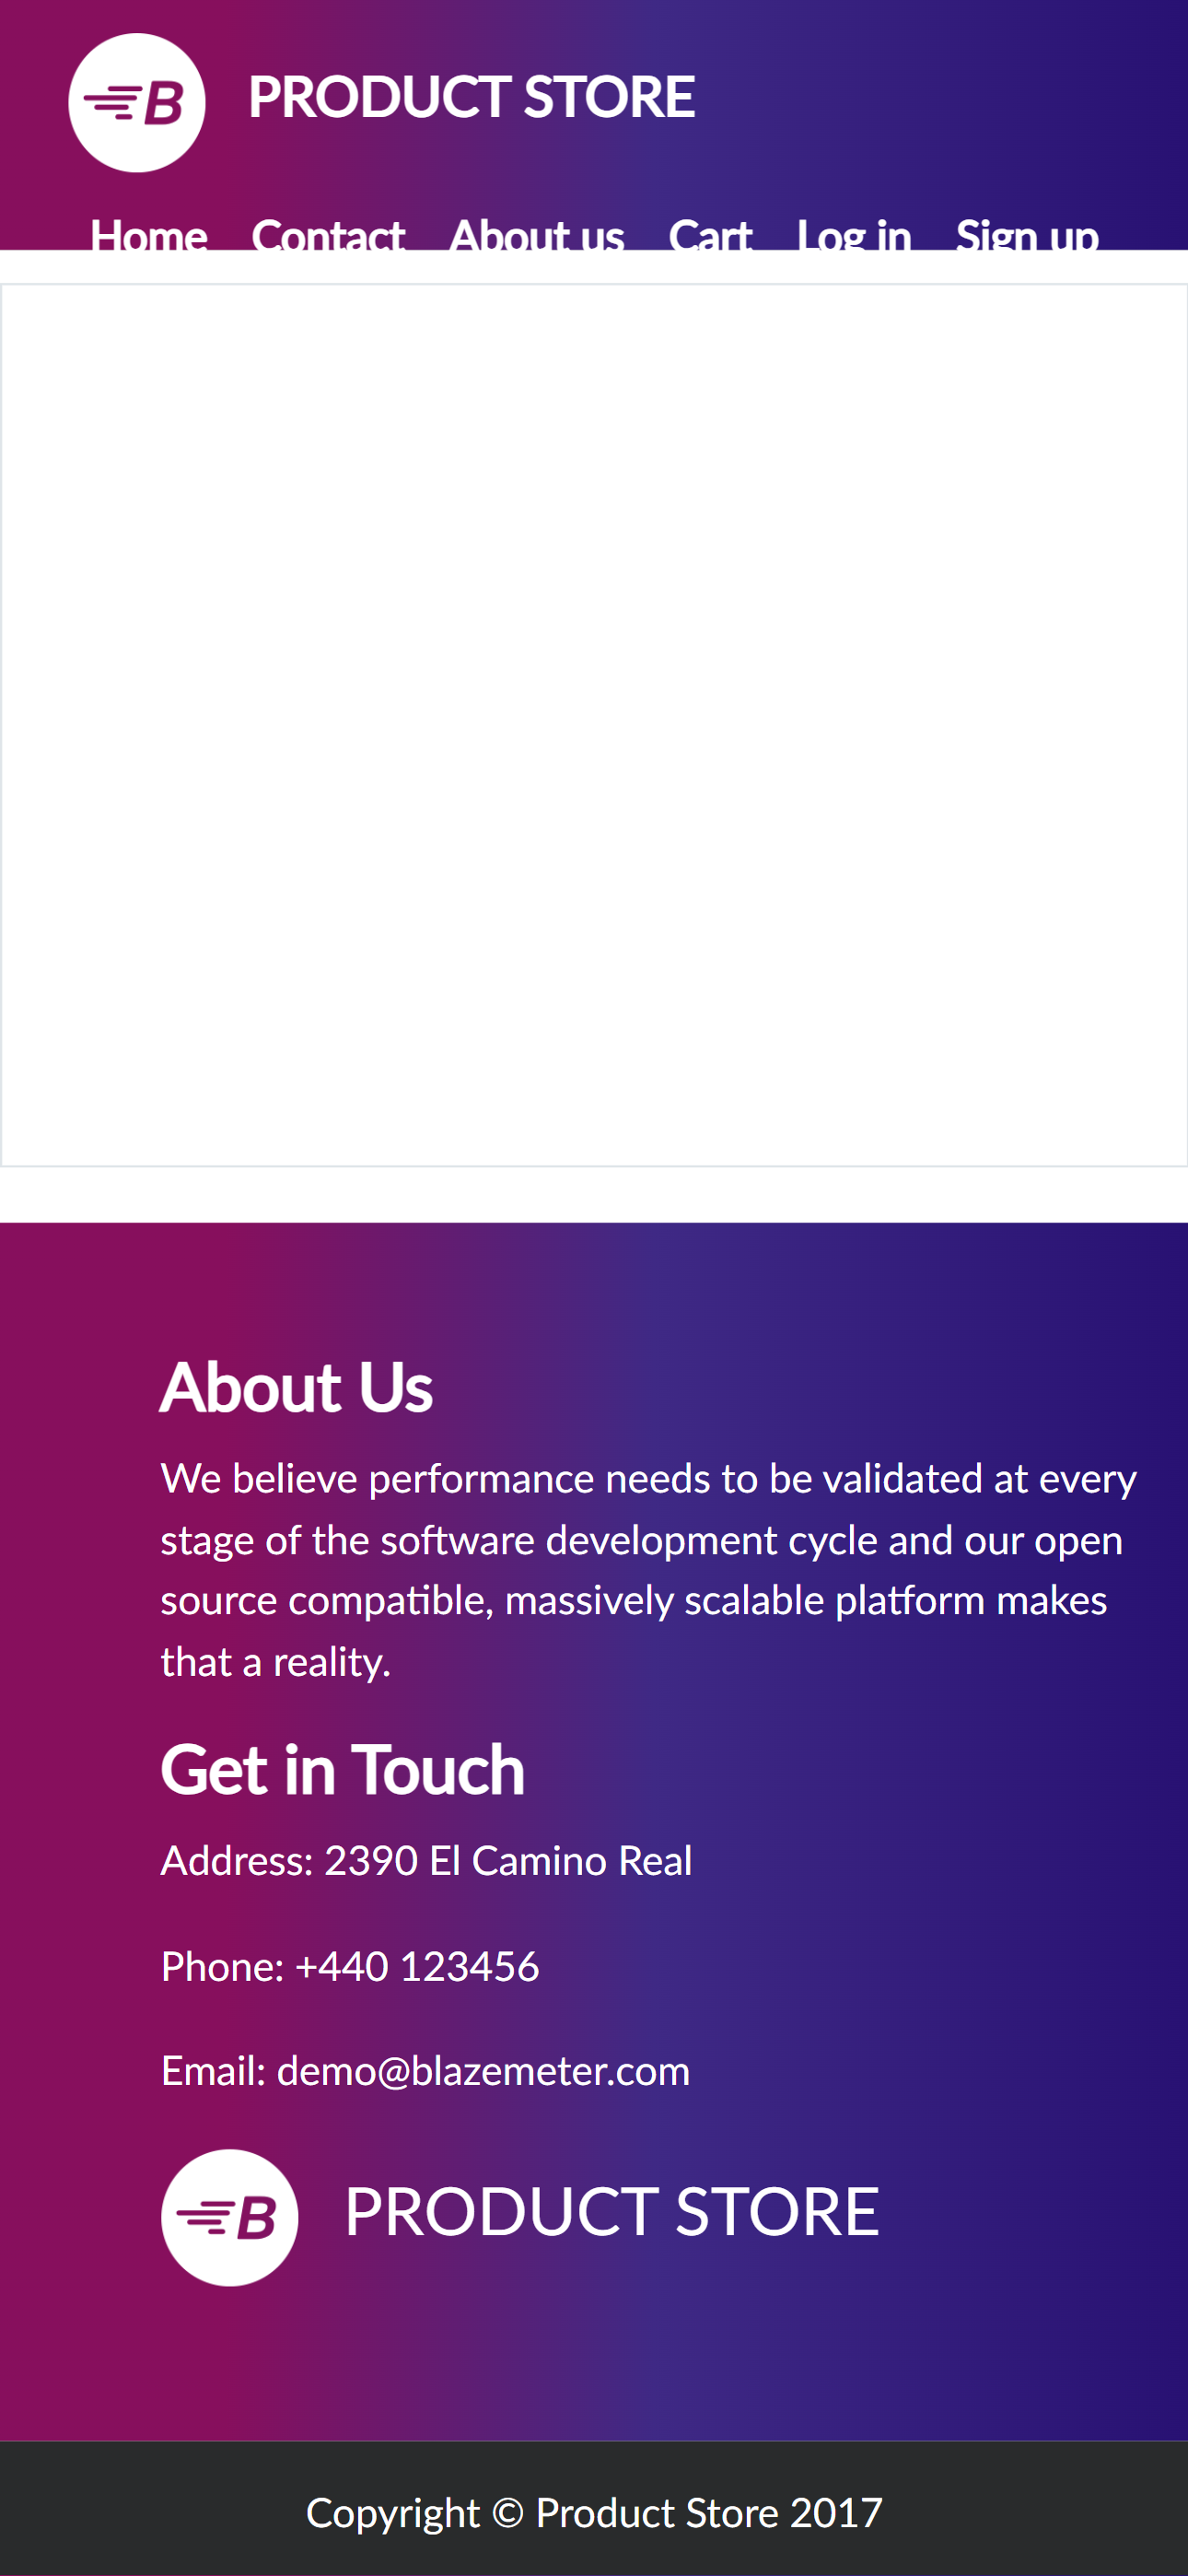 B PRODUCT STORE
Home Contact About us Cart Log in Sign up
About Us
We believe performance needs to be validated at every
stage of the software development cycle and our open
source compatible, massively scalable platform makes
that a reality.
Get in Touch
Address: 2390 El Camino Real
Phone: +440 123456
Email: demo@blazemeter.com
B PRODUCT STORE
Copyright © Product Store 2017